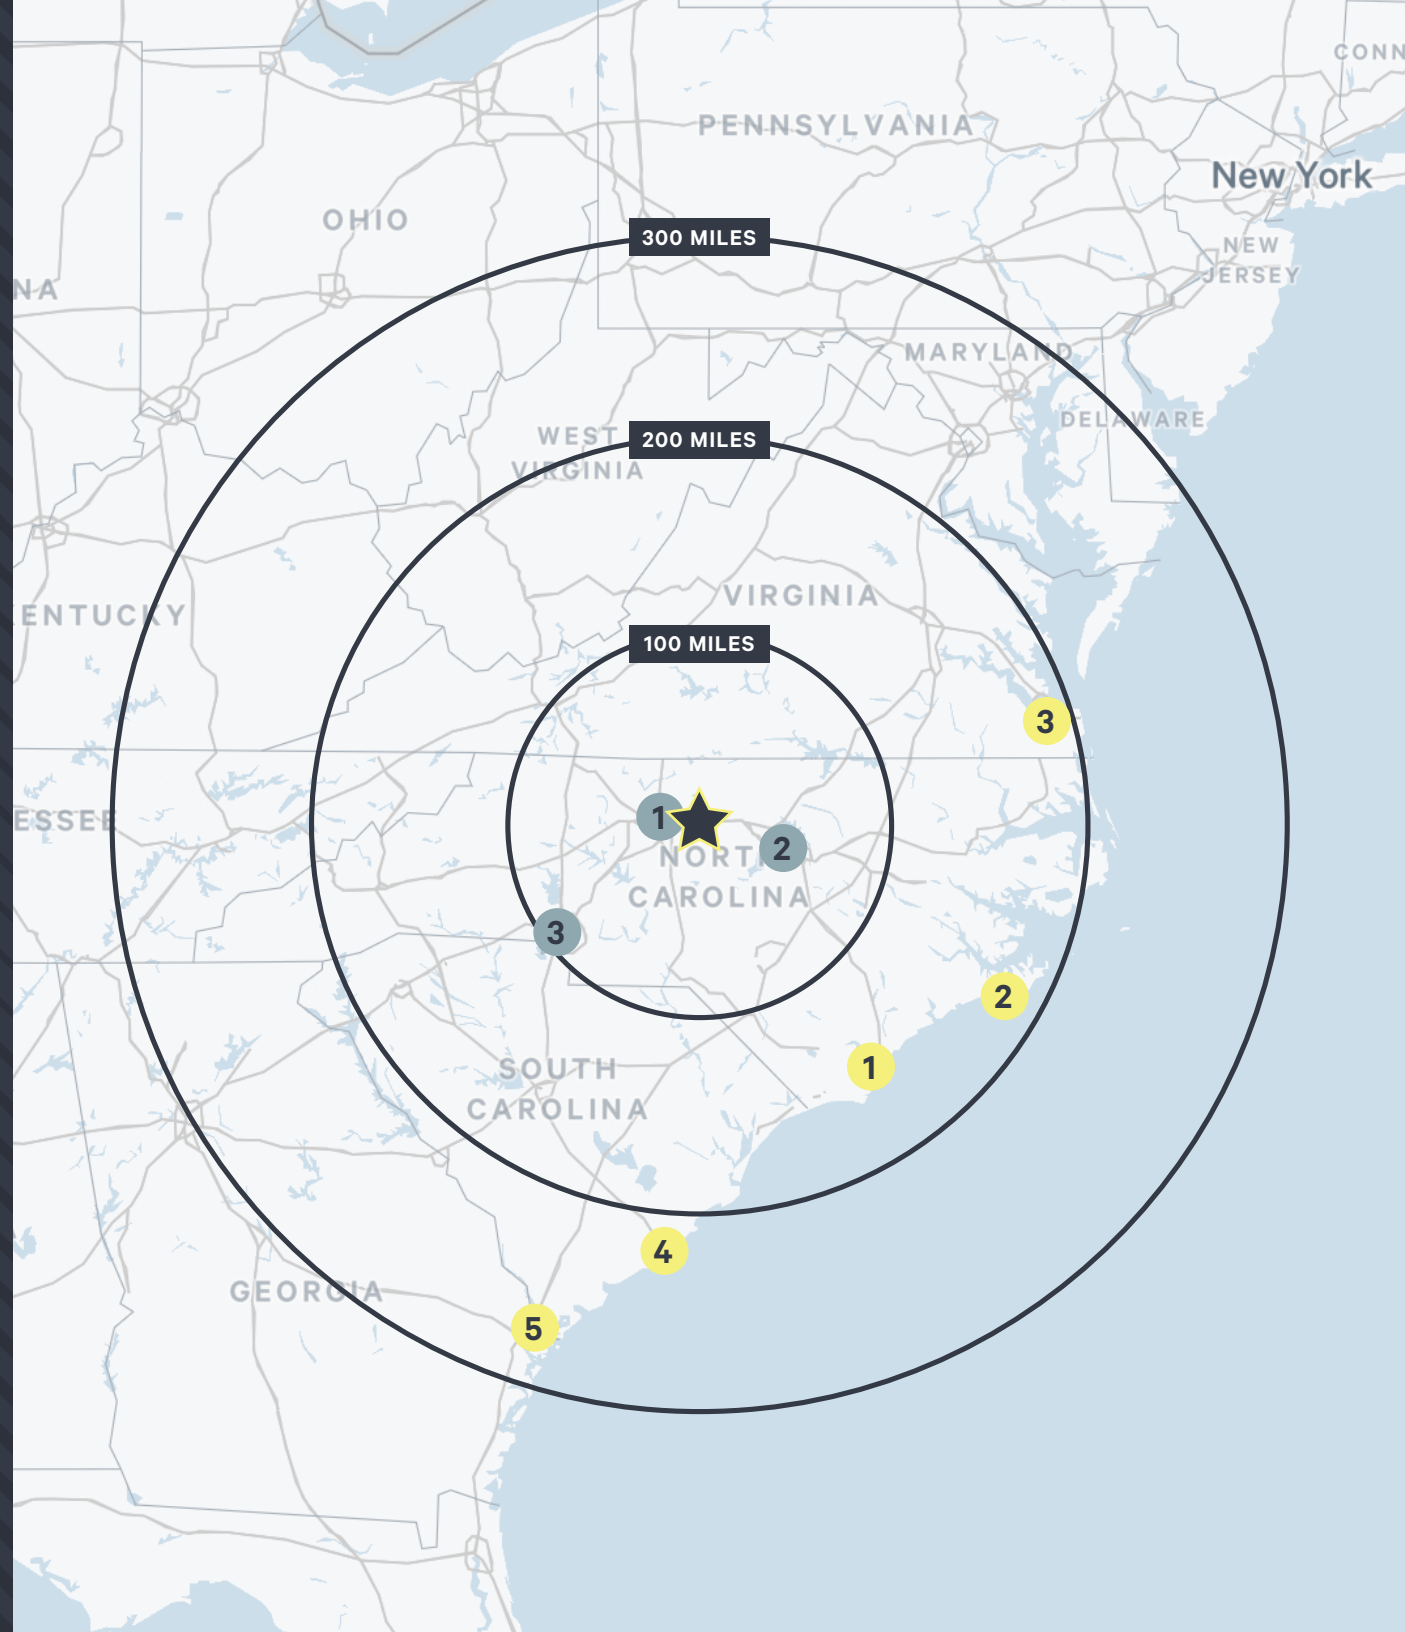 CONN
PENNSYLVANIA
New York
OHIO
300 MILES
NEW
JERSEY
NA
MARYLAND
DELAWARE
WEST
VIRGINIA
200 MILES
VIRGINIA
ENTUCKY
100 MILES
3
ESSEE
1
2
NORT
CAROLINA
3
2
1
SOUTH
CAROLINA
4
GEORGIA
5